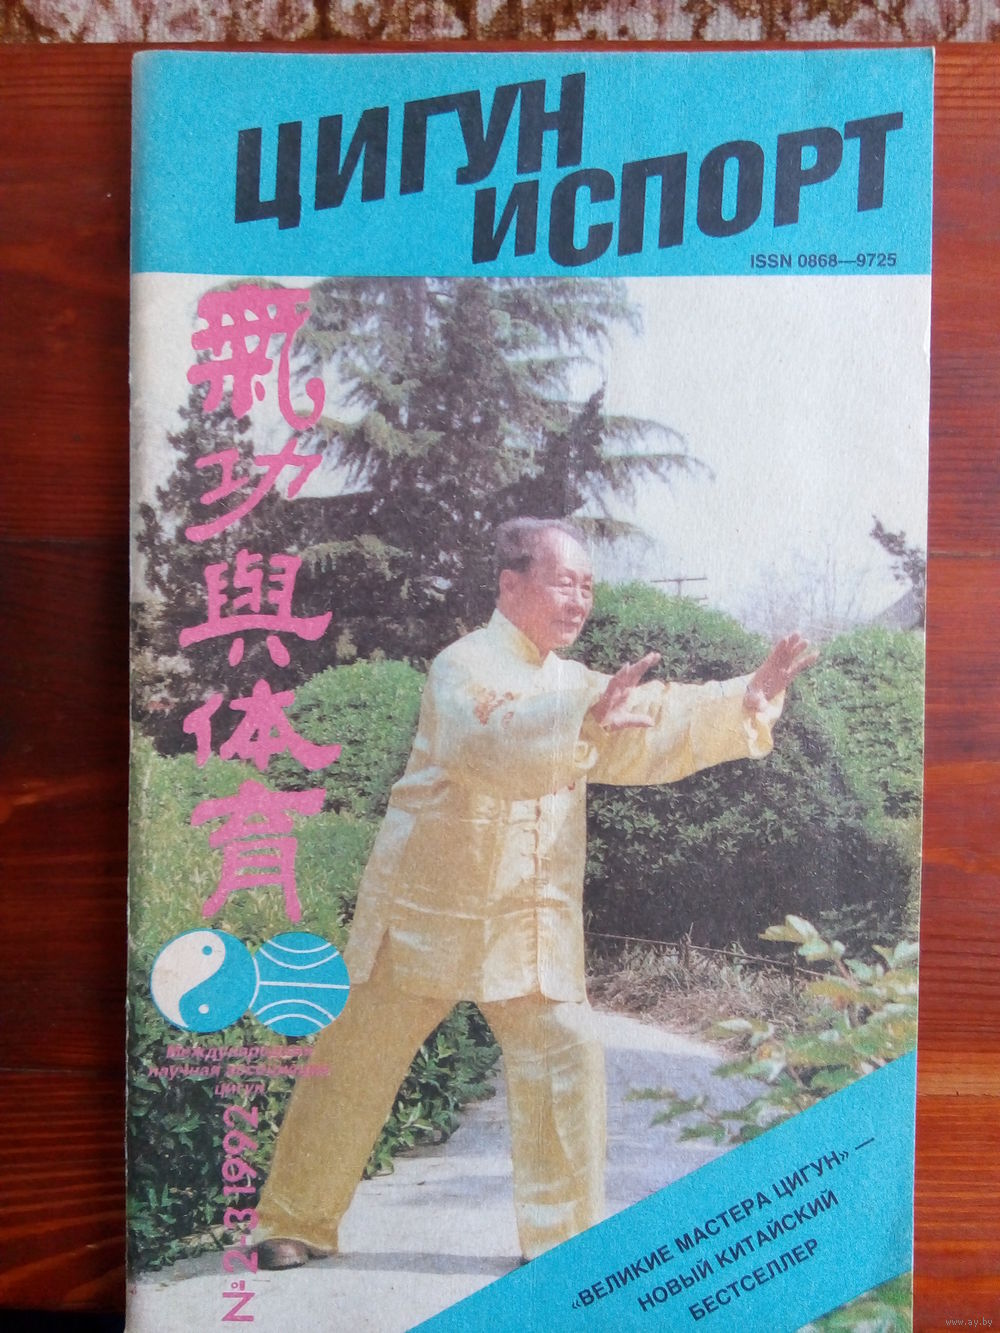 ЦИГУН
И СПОРТ
ISSN 0868—9725
氣功與体育
Международная
научная ассоциация
цигун
№ 2-3 1992
«ВЕЛИКИЕ МАСТЕРА ЦИГУН» —
НОВЫЙ КИТАЙСКИЙ
БЕСТСЕЛЛЕР
www.ay.by